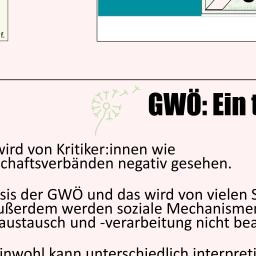 GWÖ: Ein
wird von Kritiker:innen wie
chaftsverbänden negativ gesehen.
sis der GWÖ und das wird von vielen S
ußerdem werden soziale Mechanismen
austausch und -verarbeitung nicht bea
inwohl kann unterschiedlich interpreti